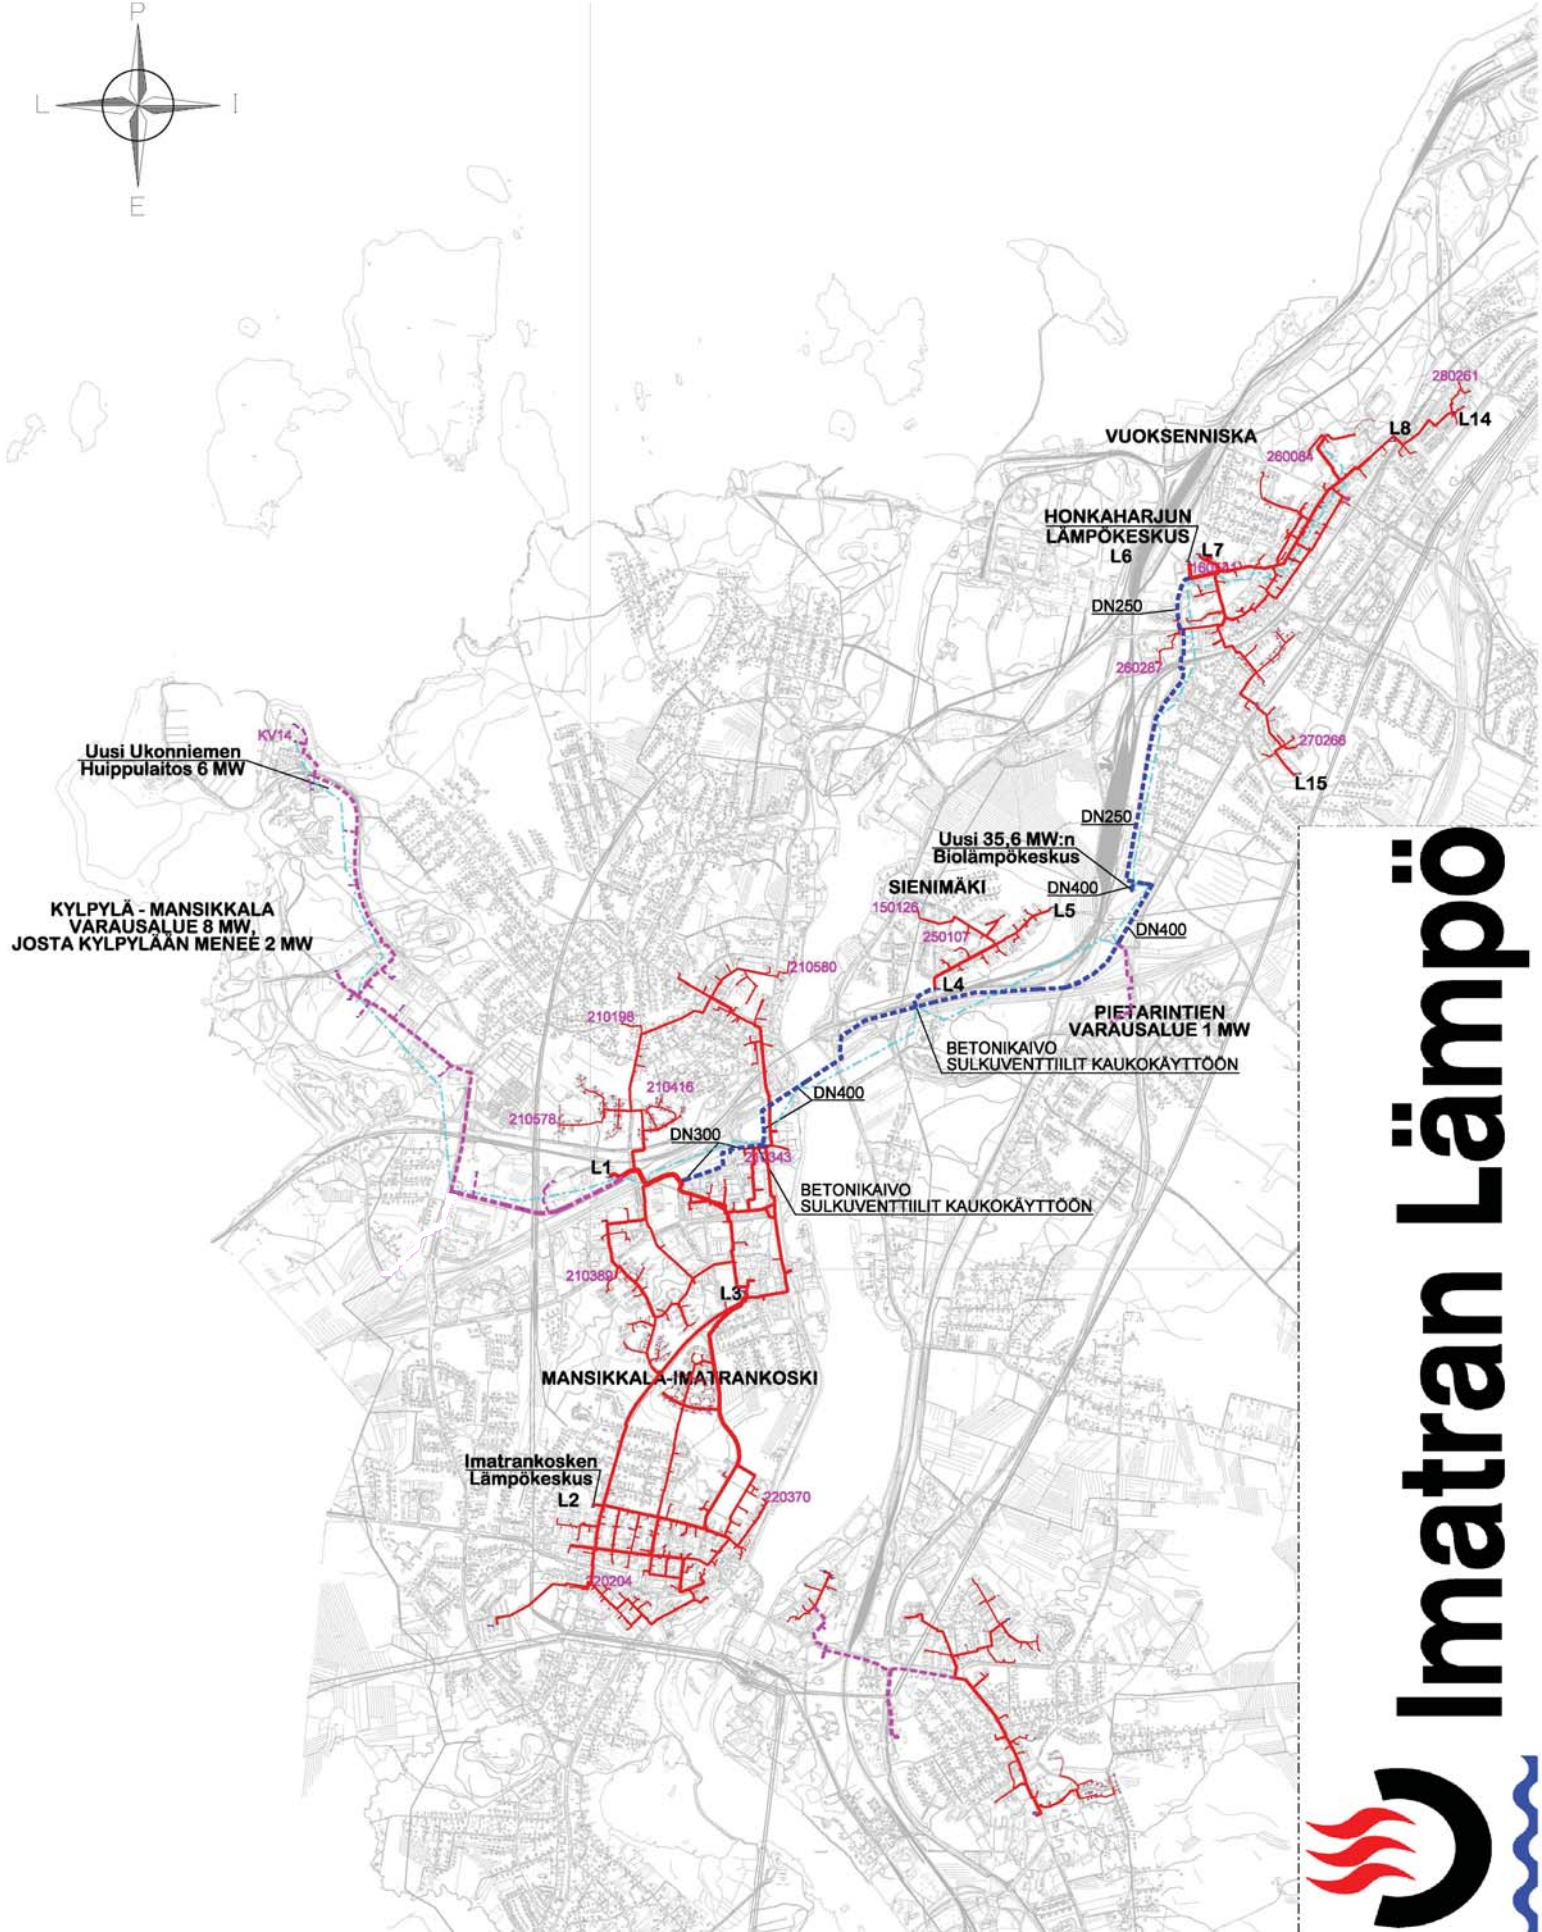 P
L I
E
280261
L14
L8
VUOKSENNISKA
260084
HONKAHARJUN
LÄMPÖKESKUS
L6
L7
DN250
260287
270266
L15
KV14
Uusi Ukonniemen
Huippulaitos 6 MW
DN250
Uusi 35,6 MW:n
Biolämpökeskus
SIENIMÄKI
DN400
150126
L5
250107
DN400
KYLPYLÄ - MANSIKKALA
VARAUSALUE 8 MW,
JOSTA KYLPYLÄÄN MENEE 2 MW
210580
L4
PIETARINTIEN
VARAUSALUE 1 MW
210198
BETONIKAIVO
SULKUVENTTIILIT KAUKOKÄYTTÖÖN
210416
DN400
210578
DN300
210343
L1
BETONIKAIVO
SULKUVENTTIILIT KAUKOKÄYTTÖÖN
210389
L3
MANSIKKALA-IMATRANKOSKI
Imatrankosken
Lämpökeskus
L2
220370
220204
Imatran Lämpö